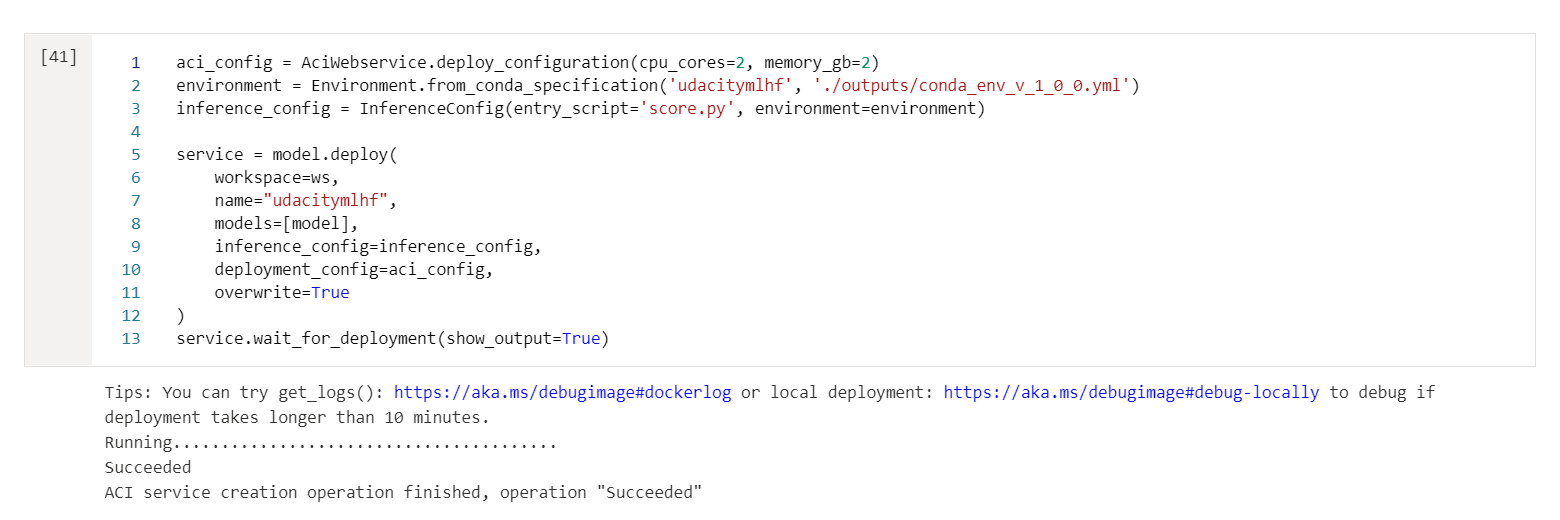 [41]
1 aci_config = AciWebservice.deploy_configuration(cpu_cores=2, memory_gb=2)
2 environment = Environment.from_conda_specification('udacitymlhf', './outputs/conda_env_v_1_0_0.yml')
3 inference_config = InferenceConfig(entry_script='score.py', environment=environment)
4
5 service = model.deploy(
6     workspace=ws,
7     name="udacitymlhf",
8     models=[model],
9     inference_config=inference_config,
10     deployment_config=aci_config,
11     overwrite=True
12 )
13 service.wait_for_deployment(show_output=True)
Tips: You can try get_logs(): https://aka.ms/debugimage#dockerlog or local deployment: https://aka.ms/debugimage#debug-locally to debug if
deployment takes longer than 10 minutes.
Running........................................
Succeeded
ACI service creation operation finished, operation "Succeeded"